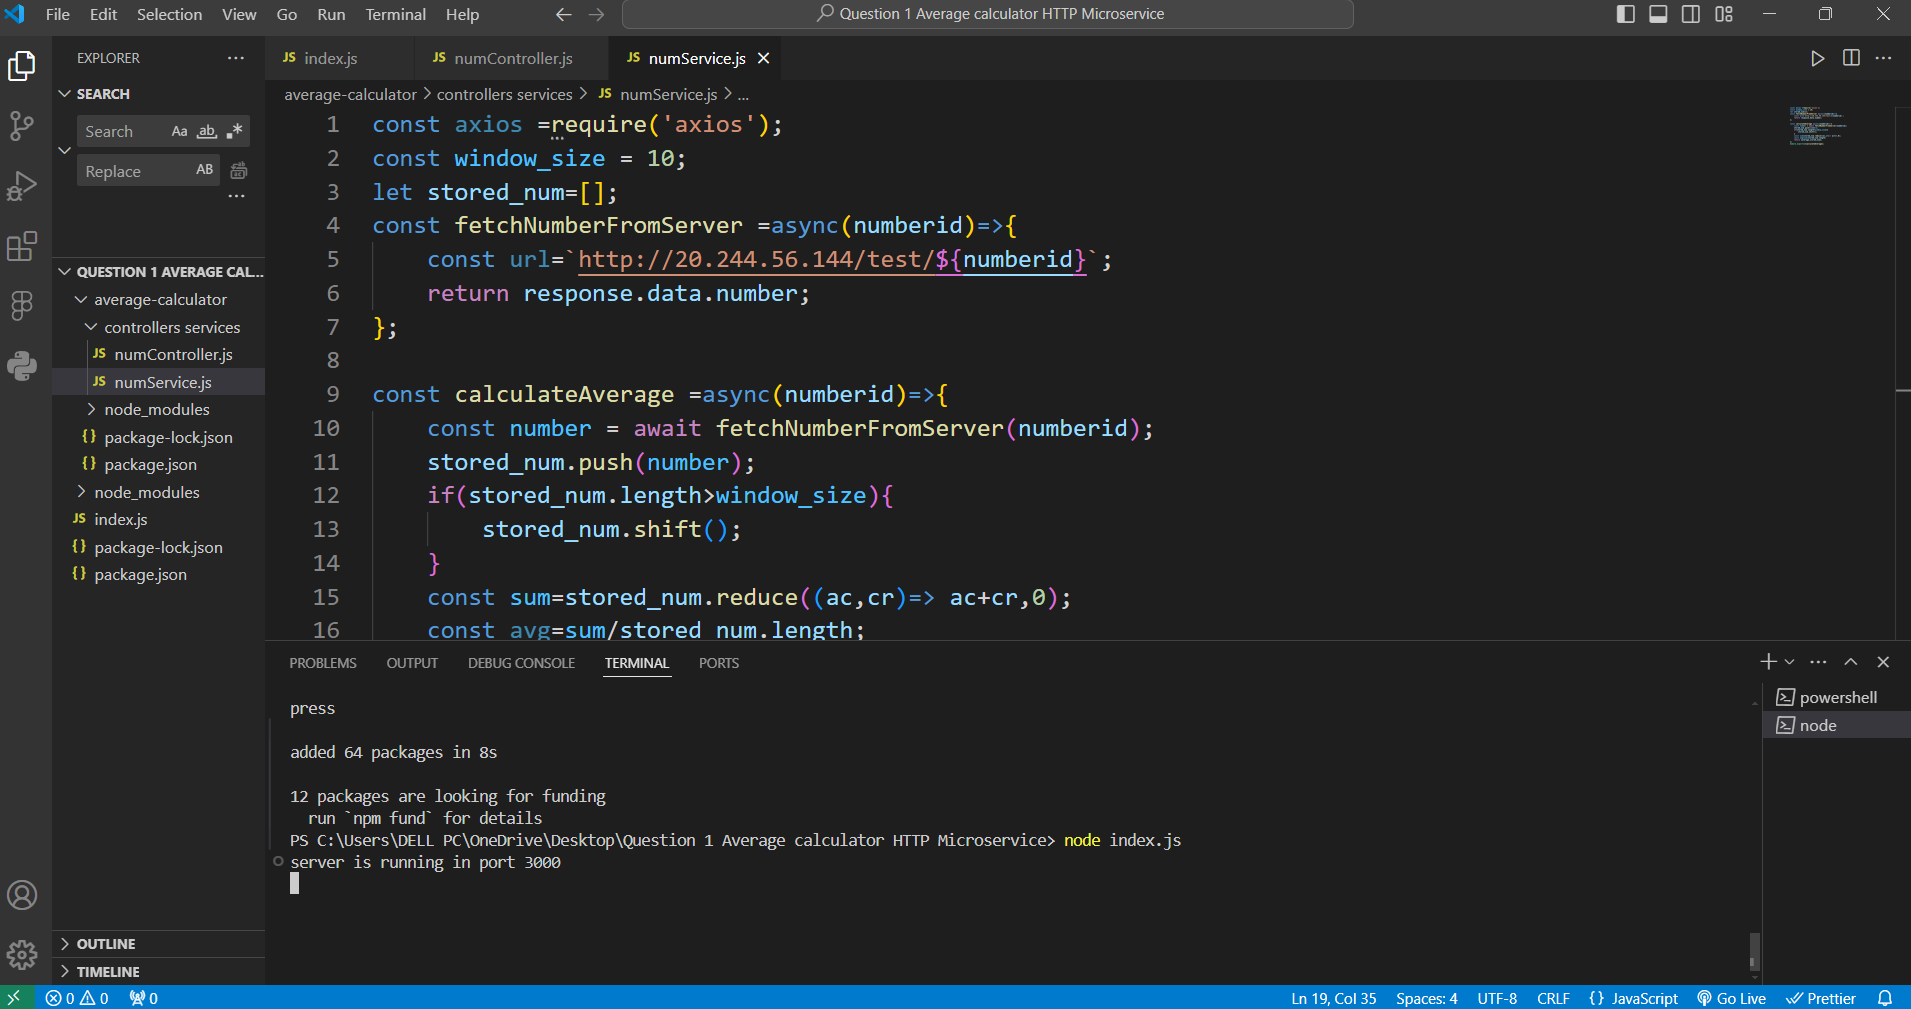 File Edit Selection View Go Run Terminal Help
Question 1 Average calculator HTTP Microservice
EXPLORER
SEARCH
Search Aa ab .*
Replace AB
QUESTION 1 AVERAGE CAL...
average-calculator
controllers services
JS numController.js
JS numService.js
node_modules
{} package-lock.json
{} package.json
node_modules
JS index.js
{} package-lock.json
{} package.json
OUTLINE
TIMELINE
JS index.js JS numController.js JS numService.js
average-calculator > controllers services > JS numService.js > ...
1 const axios =require('axios');
2 const window_size = 10;
3 let stored_num=[];
4 const fetchNumberFromServer =async(numberid)=>{
5 const url=`http://20.244.56.144/test/${numberid}`;
6 return response.data.number;
7 };
8
9 const calculateAverage =async(numberid)=>{
10 const number = await fetchNumberFromServer(numberid);
11 stored_num.push(number);
12 if(stored_num.length>window_size){
13 stored_num.shift();
14 }
15 const sum=stored_num.reduce((ac,cr)=> ac+cr,0);
16 const avg=sum/stored_num.length;
PROBLEMS OUTPUT DEBUG CONSOLE TERMINAL PORTS
press
added 64 packages in 8s
12 packages are looking for funding
run `npm fund` for details
PS C:\Users\DELL PC\OneDrive\Desktop\Question 1 Average calculator HTTP Microservice> node index.js
server is running in port 3000
powershell
node
0 0 0
Ln 19, Col 35 Spaces: 4 UTF-8 CRLF {} JavaScript Go Live Prettier